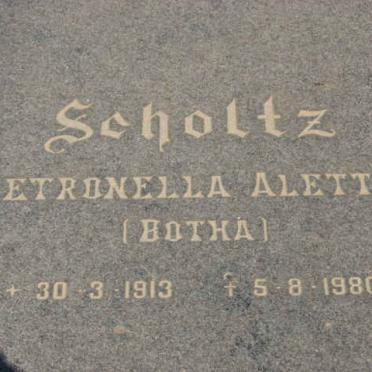 Scholtz
ETRONELLA ALETT
(BOTHA)
+ 30-3-1913 † 5-8-1980